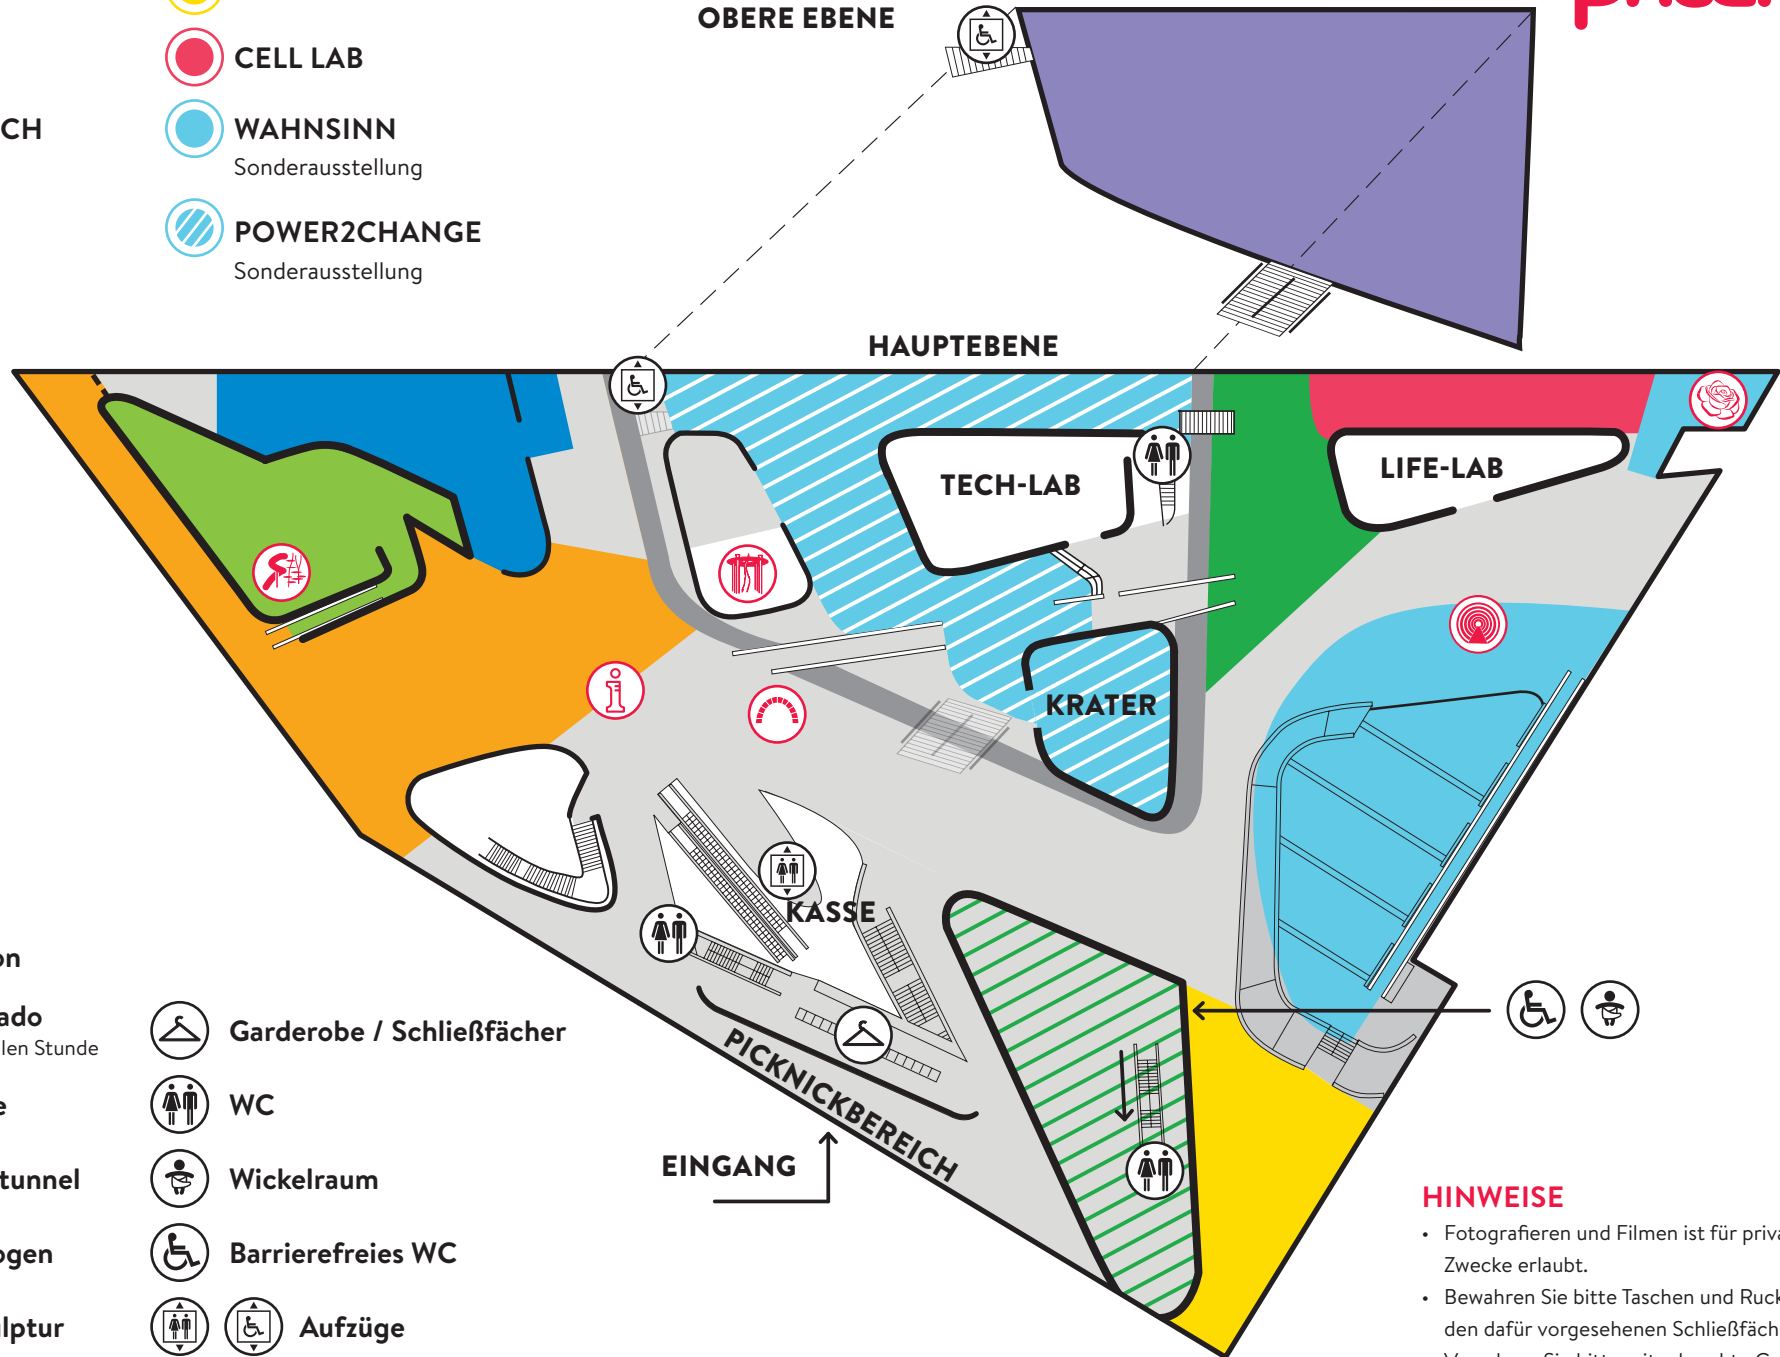 OBERE EBENE
CELL LAB
CH
WAHNSINN
Sonderausstellung
POWER2CHANGE
Sonderausstellung
HAUPTEBENE
TECH-LAB
LIFE-LAB
KRATER
KASSE
PICKNICKBEREICH
EINGANG
on
ado
len Stunde
e
tunnel
ogen
lptur
Garderobe / Schließfächer
WC
Wickelraum
Barrierefreies WC
Aufzüge
HINWEISE
• Fotografieren und Filmen ist für priva
Zwecke erlaubt.
• Bewahren Sie bitte Taschen und Ruck
den dafür vorgesehenen Schließfäch